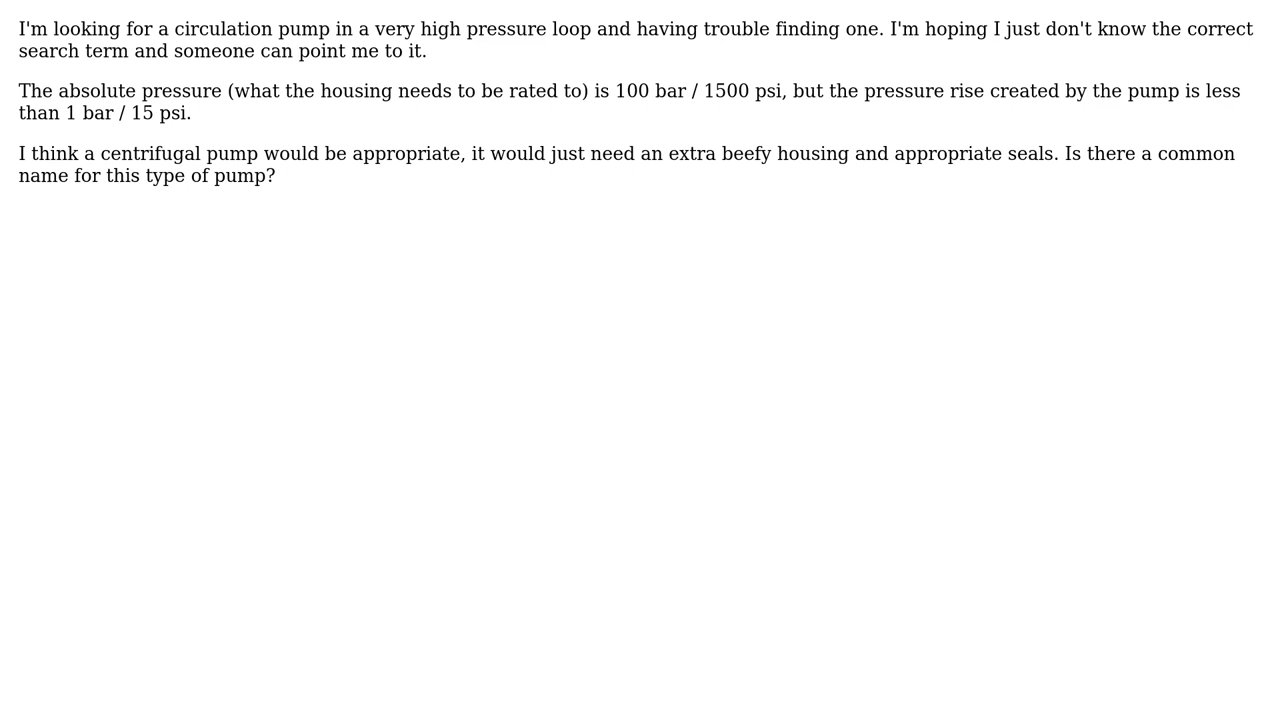 I'm looking for a circulation pump in a very high pressure loop and having trouble finding one. I'm hoping I just don't know the correct
search term and someone can point me to it.
The absolute pressure (what the housing needs to be rated to) is 100 bar / 1500 psi, but the pressure rise created by the pump is less
than 1 bar / 15 psi.
I think a centrifugal pump would be appropriate, it would just need an extra beefy housing and appropriate seals. Is there a common
name for this type of pump?